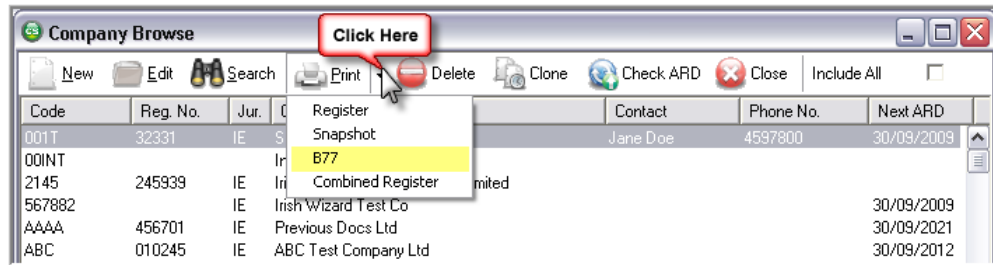 Company Browse
Click Here
New Edit Search Print Delete Clone Check ARD Close Include All
Code Reg. No. Jur. Contact Phone No. Next ARD
Register
Snapshot
B77
Combined Register
001T 32331 IE S Jane Doe 4597800 30/09/2009
00INT In
2145 245939 IE Iri mited
567882 IE Irish Wizard Test Co 30/09/2009
AAAA 456701 IE Previous Docs Ltd 30/09/2021
ABC 010245 IE ABC Test Company Ltd 30/09/2012